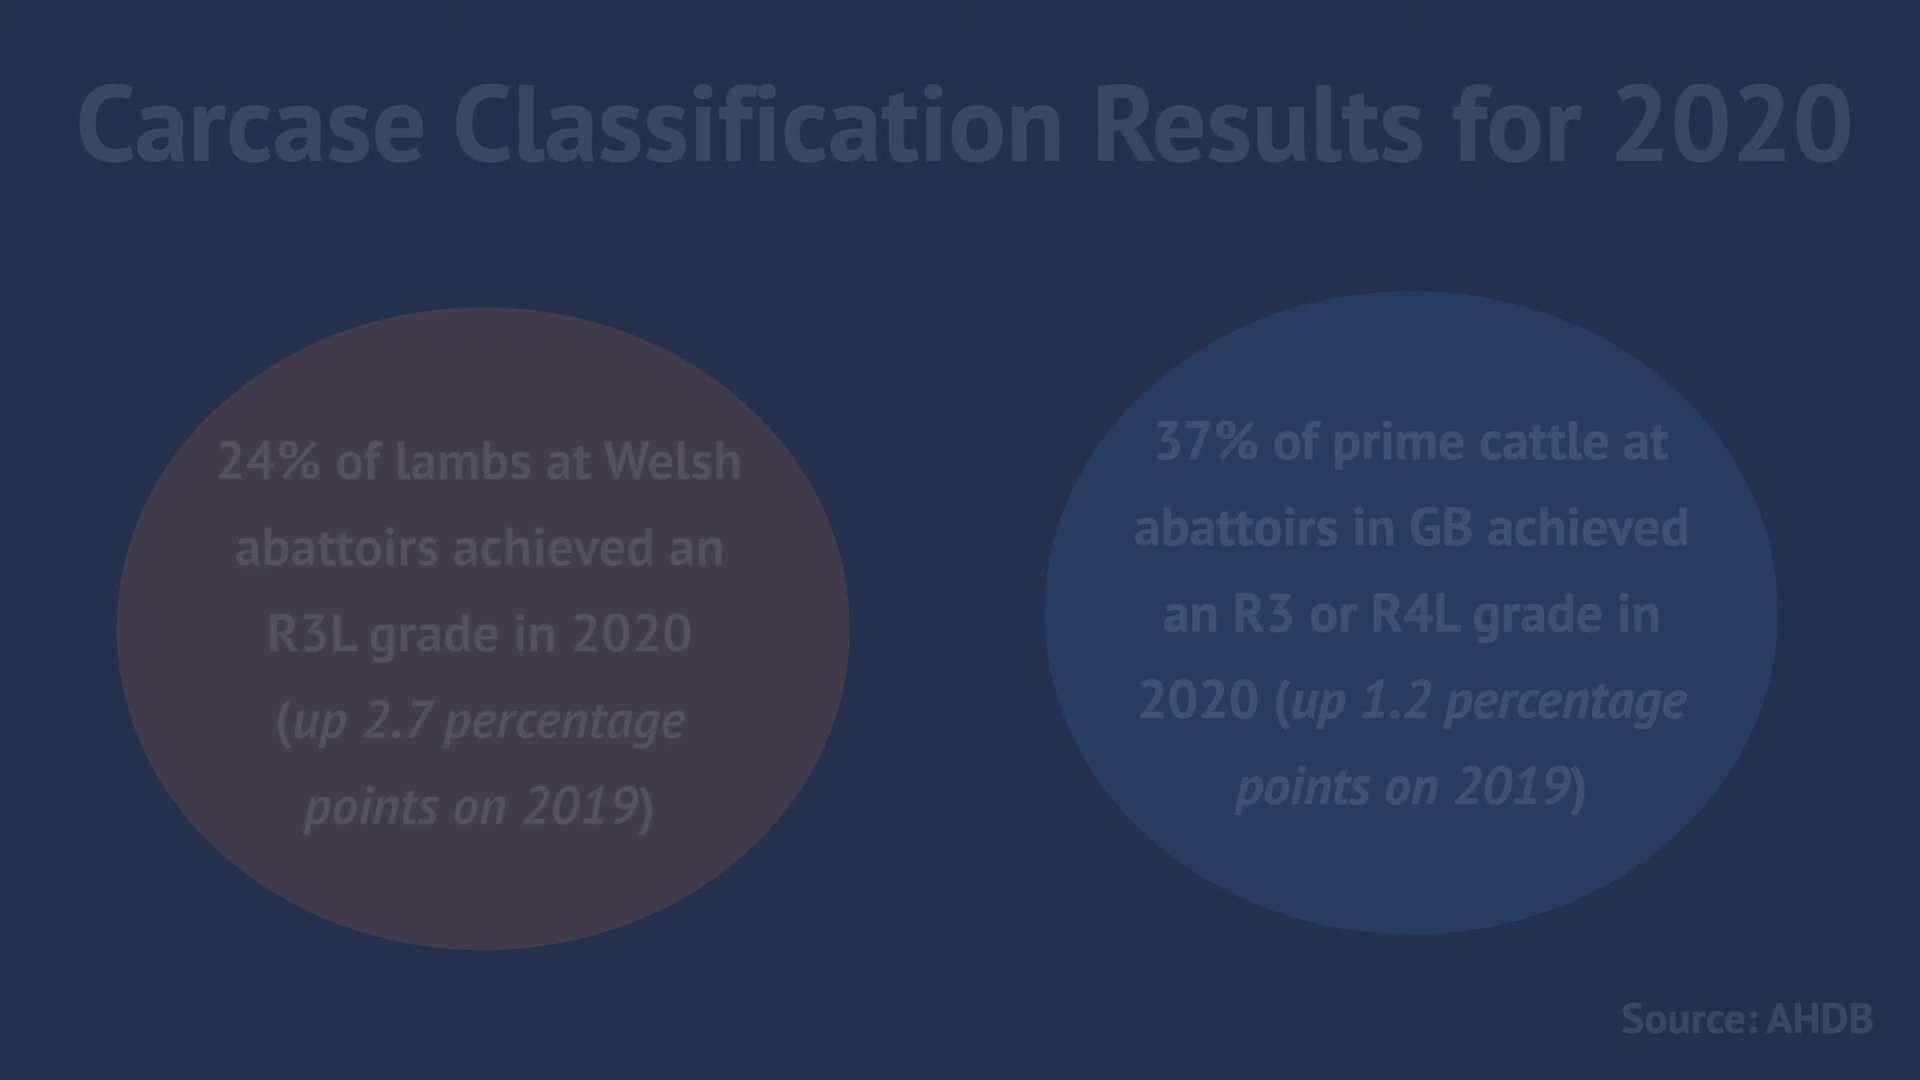 Carcase Classification Results for 2020
24% of lambs at Welsh
abattoirs achieved an
R3L grade in 2020
(up 2.7 percentage
points on 2019)
37% of prime cattle at
abattoirs in GB achieved
an R3 or R4L grade in
2020 (up 1.2 percentage
points on 2019)
Source: AHDB